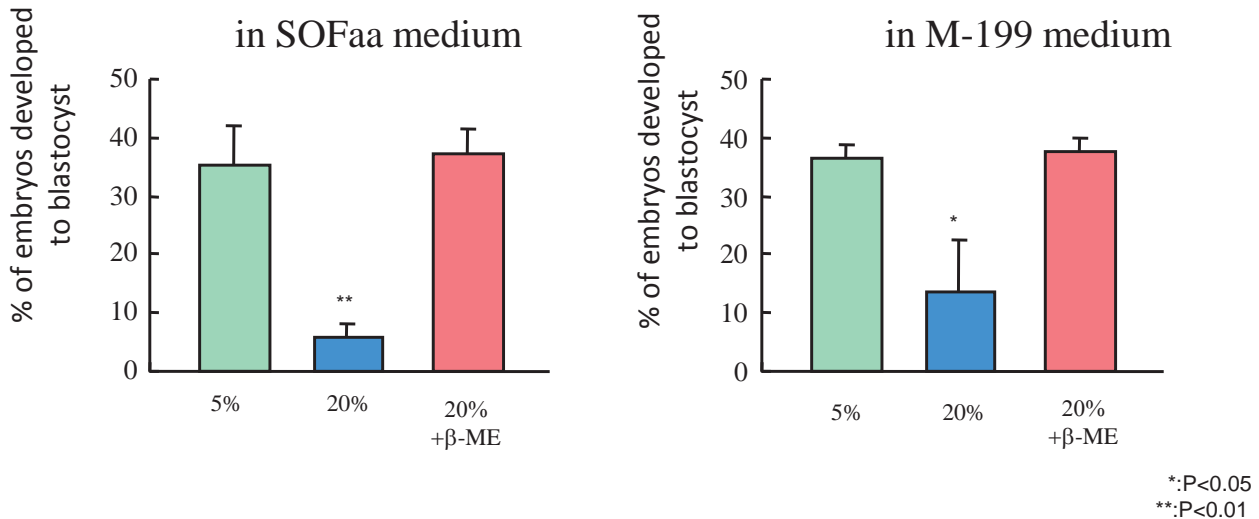 in SOFaa medium
% of embryos developed
to blastocyst
50
40
30
20
10
0
**
5%
20%
20%
+β-ME
in M-199 medium
% of embryos developed
to blastocyst
50
40
30
20
10
0
*
5%
20%
20%
+β-ME
*:P<0.05
**:P<0.01